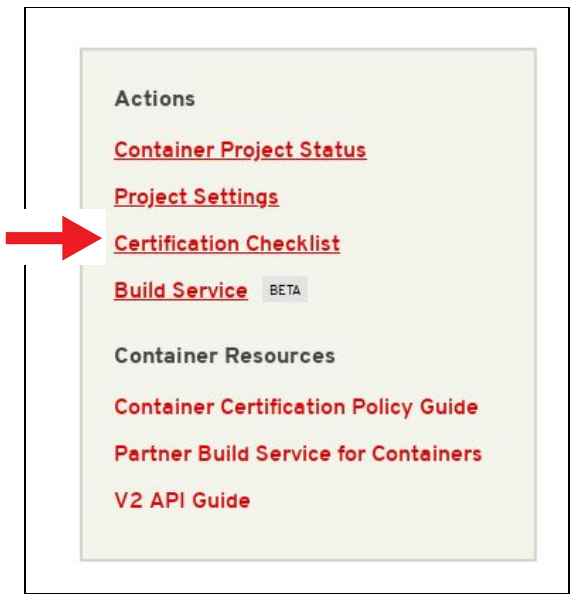 Actions
Container Project Status
Project Settings
Certification Checklist
Build Service BETA
Container Resources
Container Certification Policy Guide
Partner Build Service for Containers
V2 API Guide